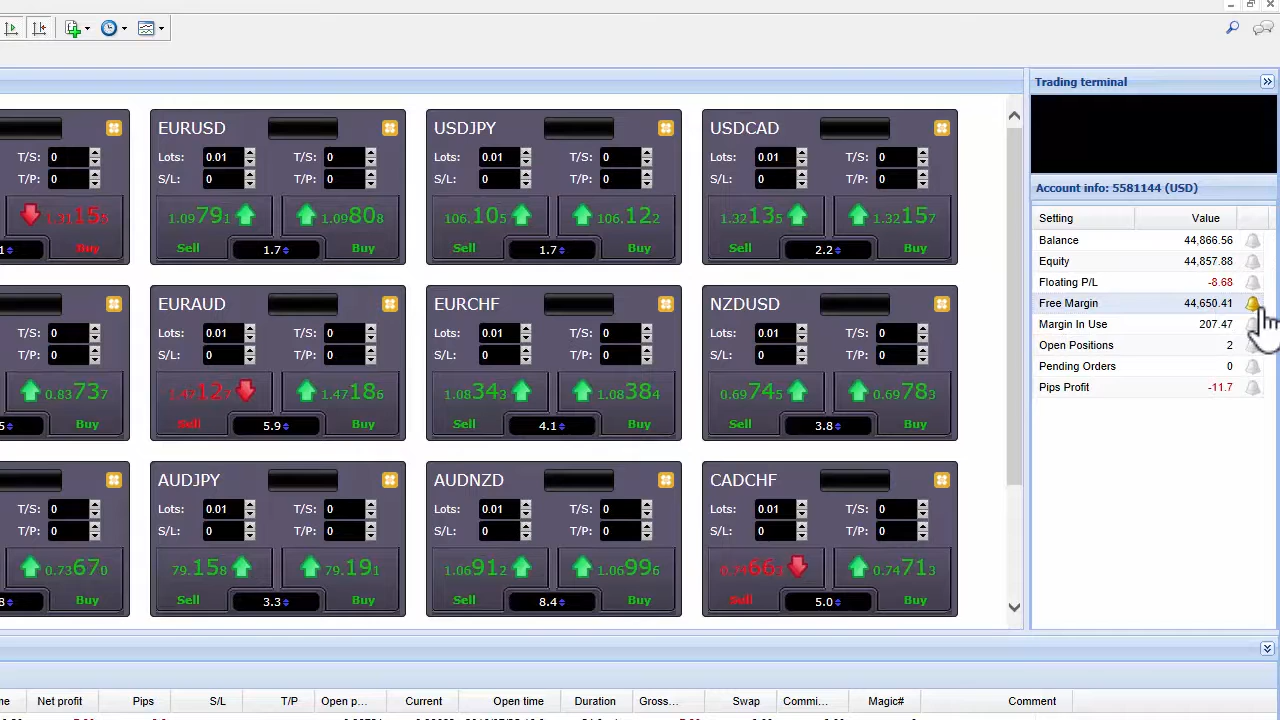 Trading terminal
Account info: 5581144 (USD)
Setting Value
Balance 44,866.56
Equity 44,857.88
Floating P/L -8.68
Free Margin 44,650.41
Margin In Use 207.47
Open Positions 2
Pending Orders 0
Pips Profit -11.7
EURUSD USDJPY USDCAD
T/S: 0 Lots: 0.01 T/S: 0 Lots: 0.01 T/S: 0 Lots: 0.01 T/S: 0
T/P: 0 S/L: 0 T/P: 0 S/L: 0 T/P: 0 S/L: 0 T/P: 0
1.09791 1.09808 106.105 106.122 1.32135 1.32157
Buy Sell 1.7 Buy Sell 1.7 Buy Sell 2.2 Buy
EURAUD EURCHF NZDUSD
T/S: 0 Lots: 0.01 T/S: 0 Lots: 0.01 T/S: 0 Lots: 0.01 T/S: 0
T/P: 0 S/L: 0 T/P: 0 S/L: 0 T/P: 0 S/L: 0 T/P: 0
0.83737 1.47186 1.08343 1.08384 0.69745 0.69783
Buy Sell 5.9 Buy Sell 4.1 Buy Sell 3.8 Buy
AUDJPY AUDNZD CADCHF
T/S: 0 Lots: 0.01 T/S: 0 Lots: 0.01 T/S: 0 Lots: 0.01 T/S: 0
T/P: 0 S/L: 0 T/P: 0 S/L: 0 T/P: 0 S/L: 0 T/P: 0
0.73670 79.158 79.191 1.06912 1.06996 0.74713
Buy Sell 3.3 Buy Sell 8.4 Buy Sell 5.0 Buy
Net profit Pips S/L T/P Open p... Current Open time Duration Gross... Swap Commi... Magic# Comment